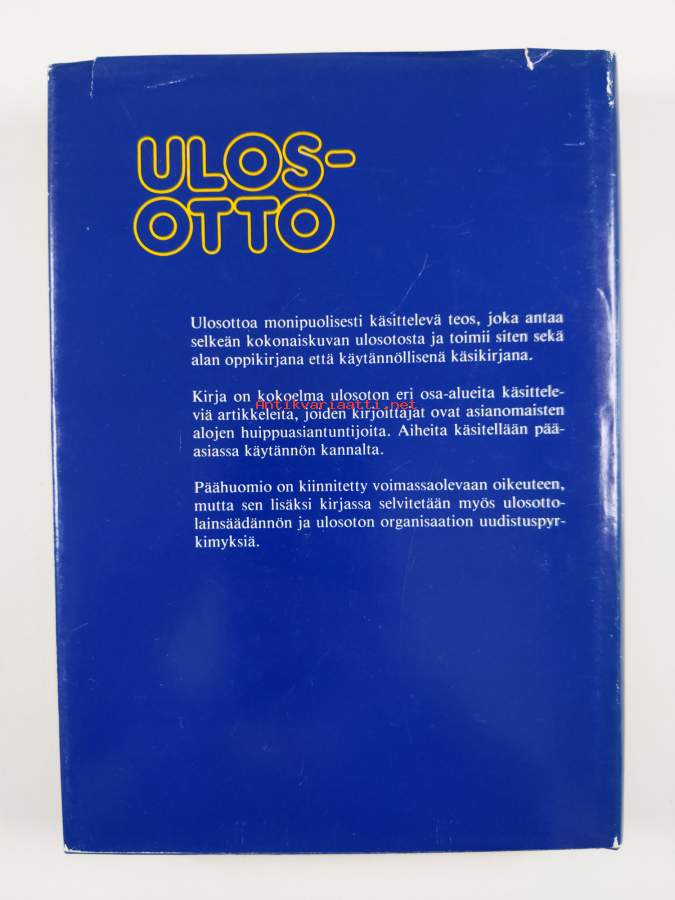 ULOS-
OTTO
Ulosottoa monipuolisesti käsittelevä teos, joka antaa
selkeän kokonaiskuvan ulosotosta ja toimii siten sekä
alan oppikirjana että käytännöllisenä käsikirjana.
Kirja on kokoelma ulosoton eri osa-alueita käsittele-
Antikvariaatti.net
viä artikkeleita, joiden kirjoittajat ovat asianomaisten
alojen huippuasiantuntijoita. Aiheita käsitellään pää-
asiassa käytännön kannalta.
Päähuomio on kiinnitetty voimassaolevaan oikeuteen,
mutta sen lisäksi kirjassa selvitetään myös ulosotto-
lainsäädännön ja ulosoton organisaation uudistuspyr-
kimyksiä.